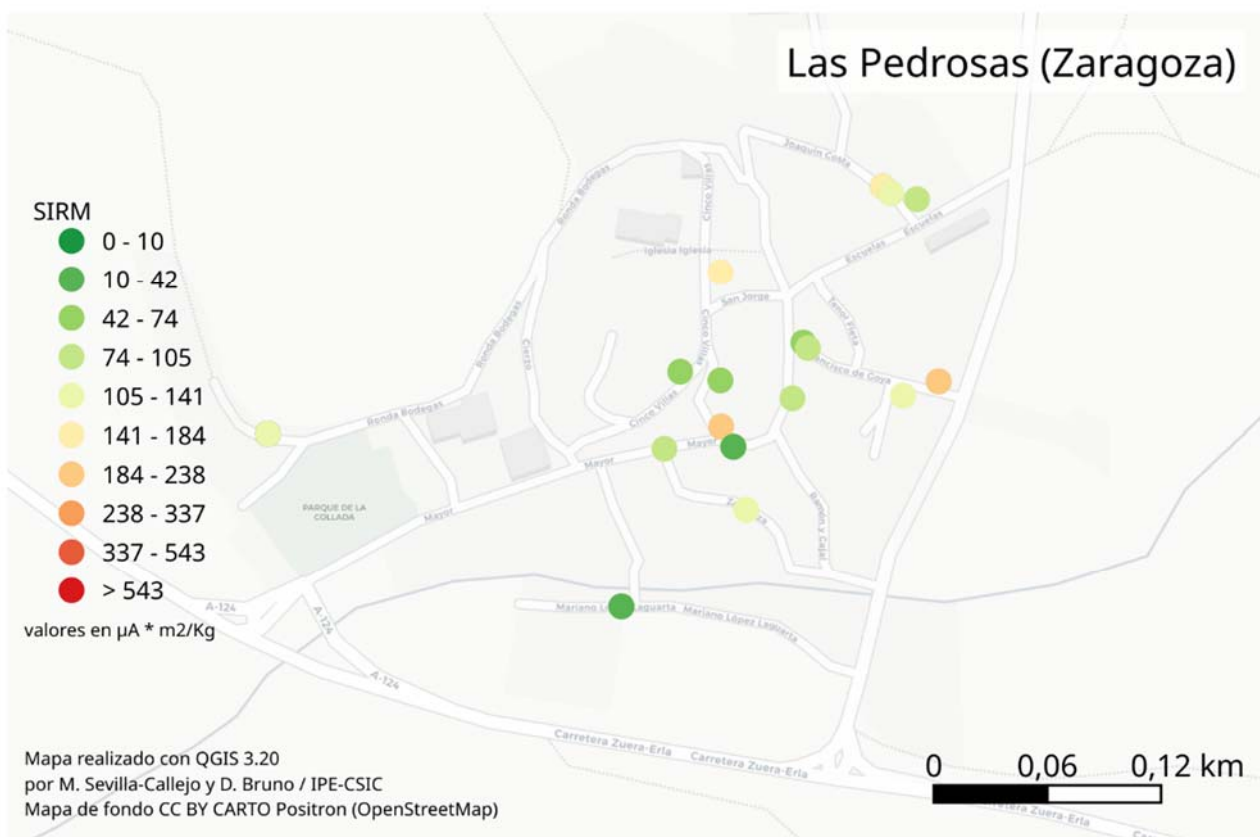 Las Pedrosas (Zaragoza)
Joaquín Costa
Ronda Bodegas
Cinco Villas
Escuelas
Escuelas
Iglesia Iglesia
San Jorge
Ronda Bodegas
Cierzo
Cinco Villas
Francisco de Goya
Cinco Villas
Ronda Bodegas
Mayor
Mayor
Mayor
PARQUE DE LA
COLLADA
Ramón y Cajal
Mariano López Laguarta
Mariano López Laguarta
A-124
A-124
A-124
Carretera Zuera-Erla
Carretera Zuera-Erla
Carretera Zuera-Erla
SIRM
0 - 10
10 - 42
42 - 74
74 - 105
105 - 141
141 - 184
184 - 238
238 - 337
337 - 543
> 543
valores en µA * m2/Kg
Mapa realizado con QGIS 3.20
por M. Sevilla-Callejo y D. Bruno / IPE-CSIC
Mapa de fondo CC BY CARTO Positron (OpenStreetMap)
0 0,06 0,12 km